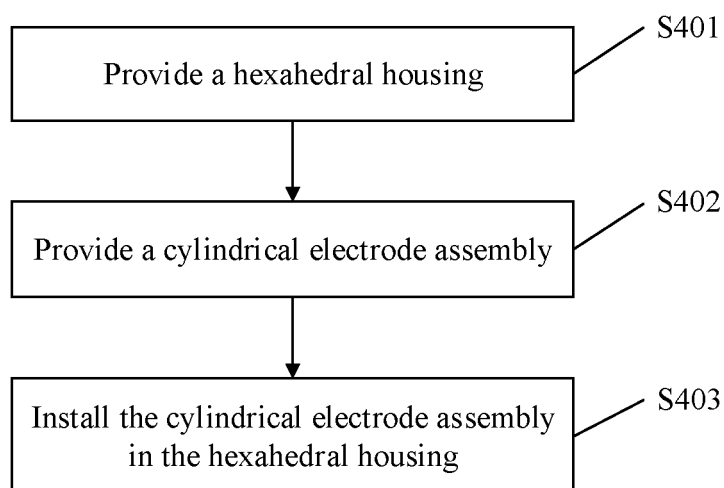 S401
Provide a hexahedral housing
S402
Provide a cylindrical electrode assembly
S403
Install the cylindrical electrode assembly
in the hexahedral housing